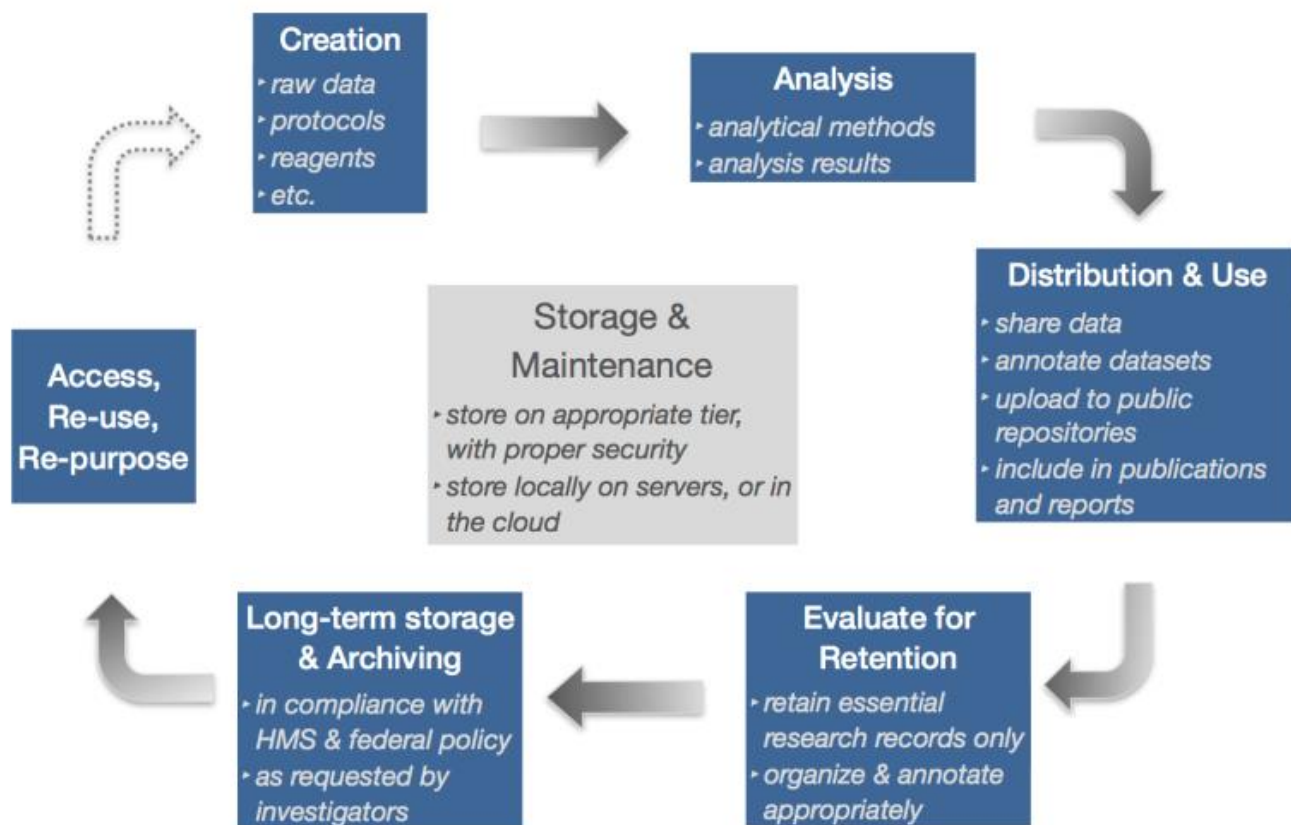 Creation
‣ raw data
‣ protocols
‣ reagents
‣ etc.
Analysis
‣ analytical methods
‣ analysis results
Distribution & Use
‣ share data
‣ annotate datasets
‣ upload to public
repositories
‣ include in publications
and reports
Storage &
Maintenance
‣ store on appropriate tier,
with proper security
‣ store locally on servers, or in
the cloud
Access,
Re-use,
Re-purpose
Long-term storage
& Archiving
‣ in compliance with
HMS & federal policy
‣ as requested by
investigators
Evaluate for
Retention
‣ retain essential
research records only
‣ organize & annotate
appropriately